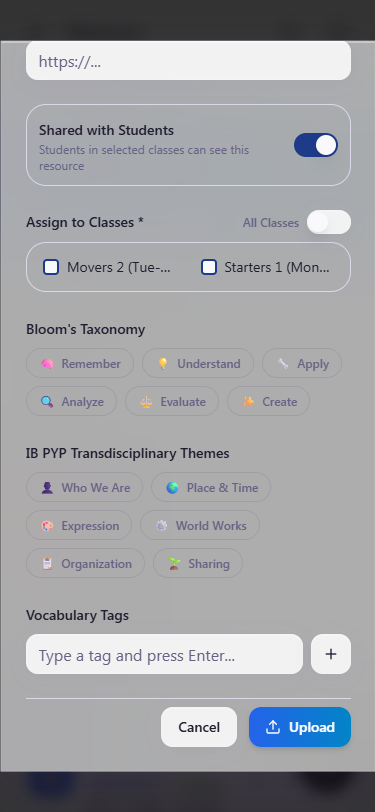 https://...
Shared with Students
Students in selected classes can see this
resource
Assign to Classes *
All Classes
Movers 2 (Tue-...
Starters 1 (Mon...
Bloom's Taxonomy
Remember
Understand
Apply
Analyze
Evaluate
Create
IB PYP Transdisciplinary Themes
Who We Are
Place & Time
Expression
World Works
Organization
Sharing
Vocabulary Tags
Type a tag and press Enter...
+
Cancel
Upload